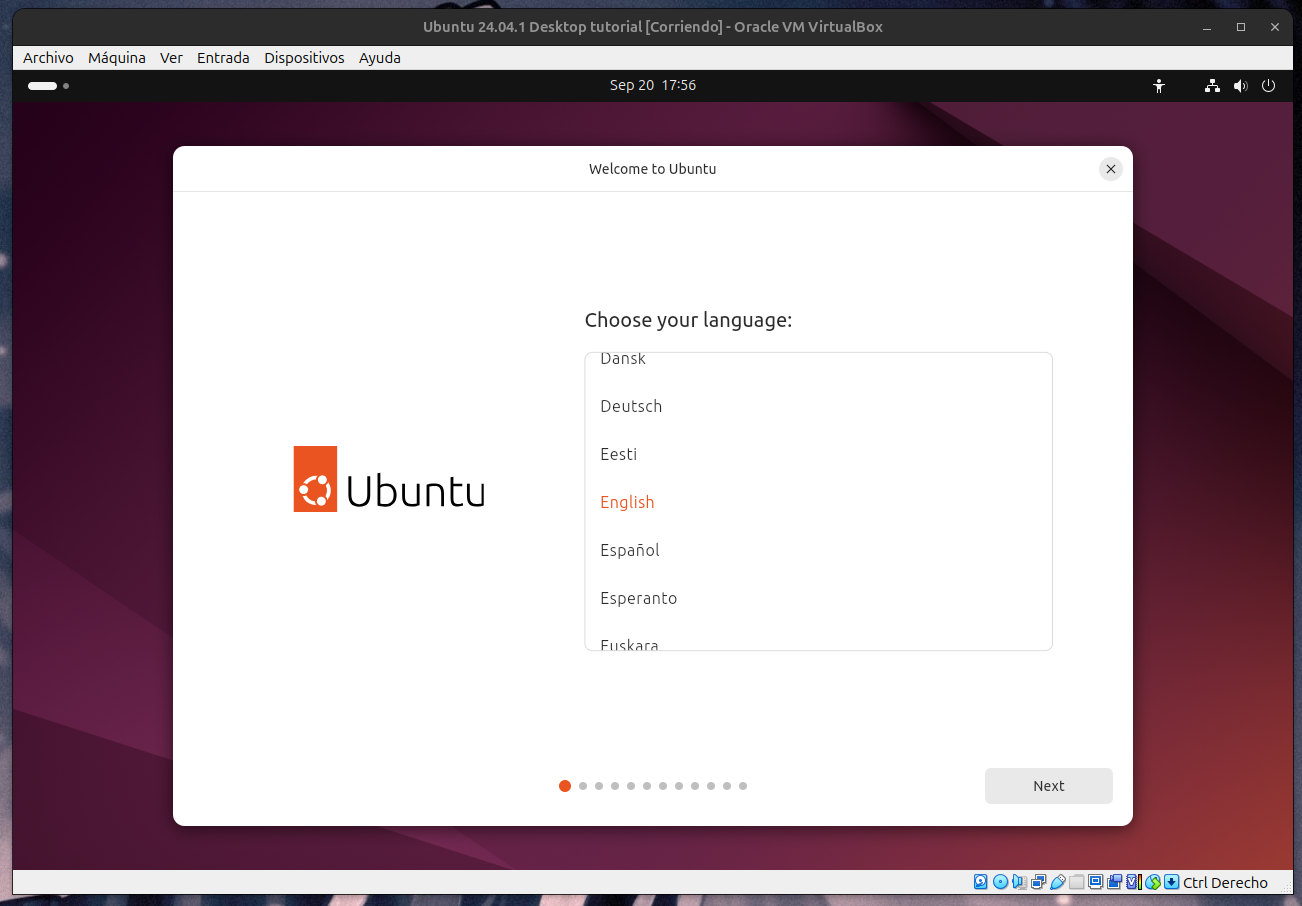 Ubuntu 24.04.1 Desktop tutorial [Corriendo] - Oracle VM VirtualBox
Archivo Máquina Ver Entrada Dispositivos Ayuda
Sep 20 17:56
Welcome to Ubuntu
Choose your language:
Dansk
Deutsch
Eesti
English
Español
Esperanto
Euskara
Ubuntu
Next
Ctrl Derecho